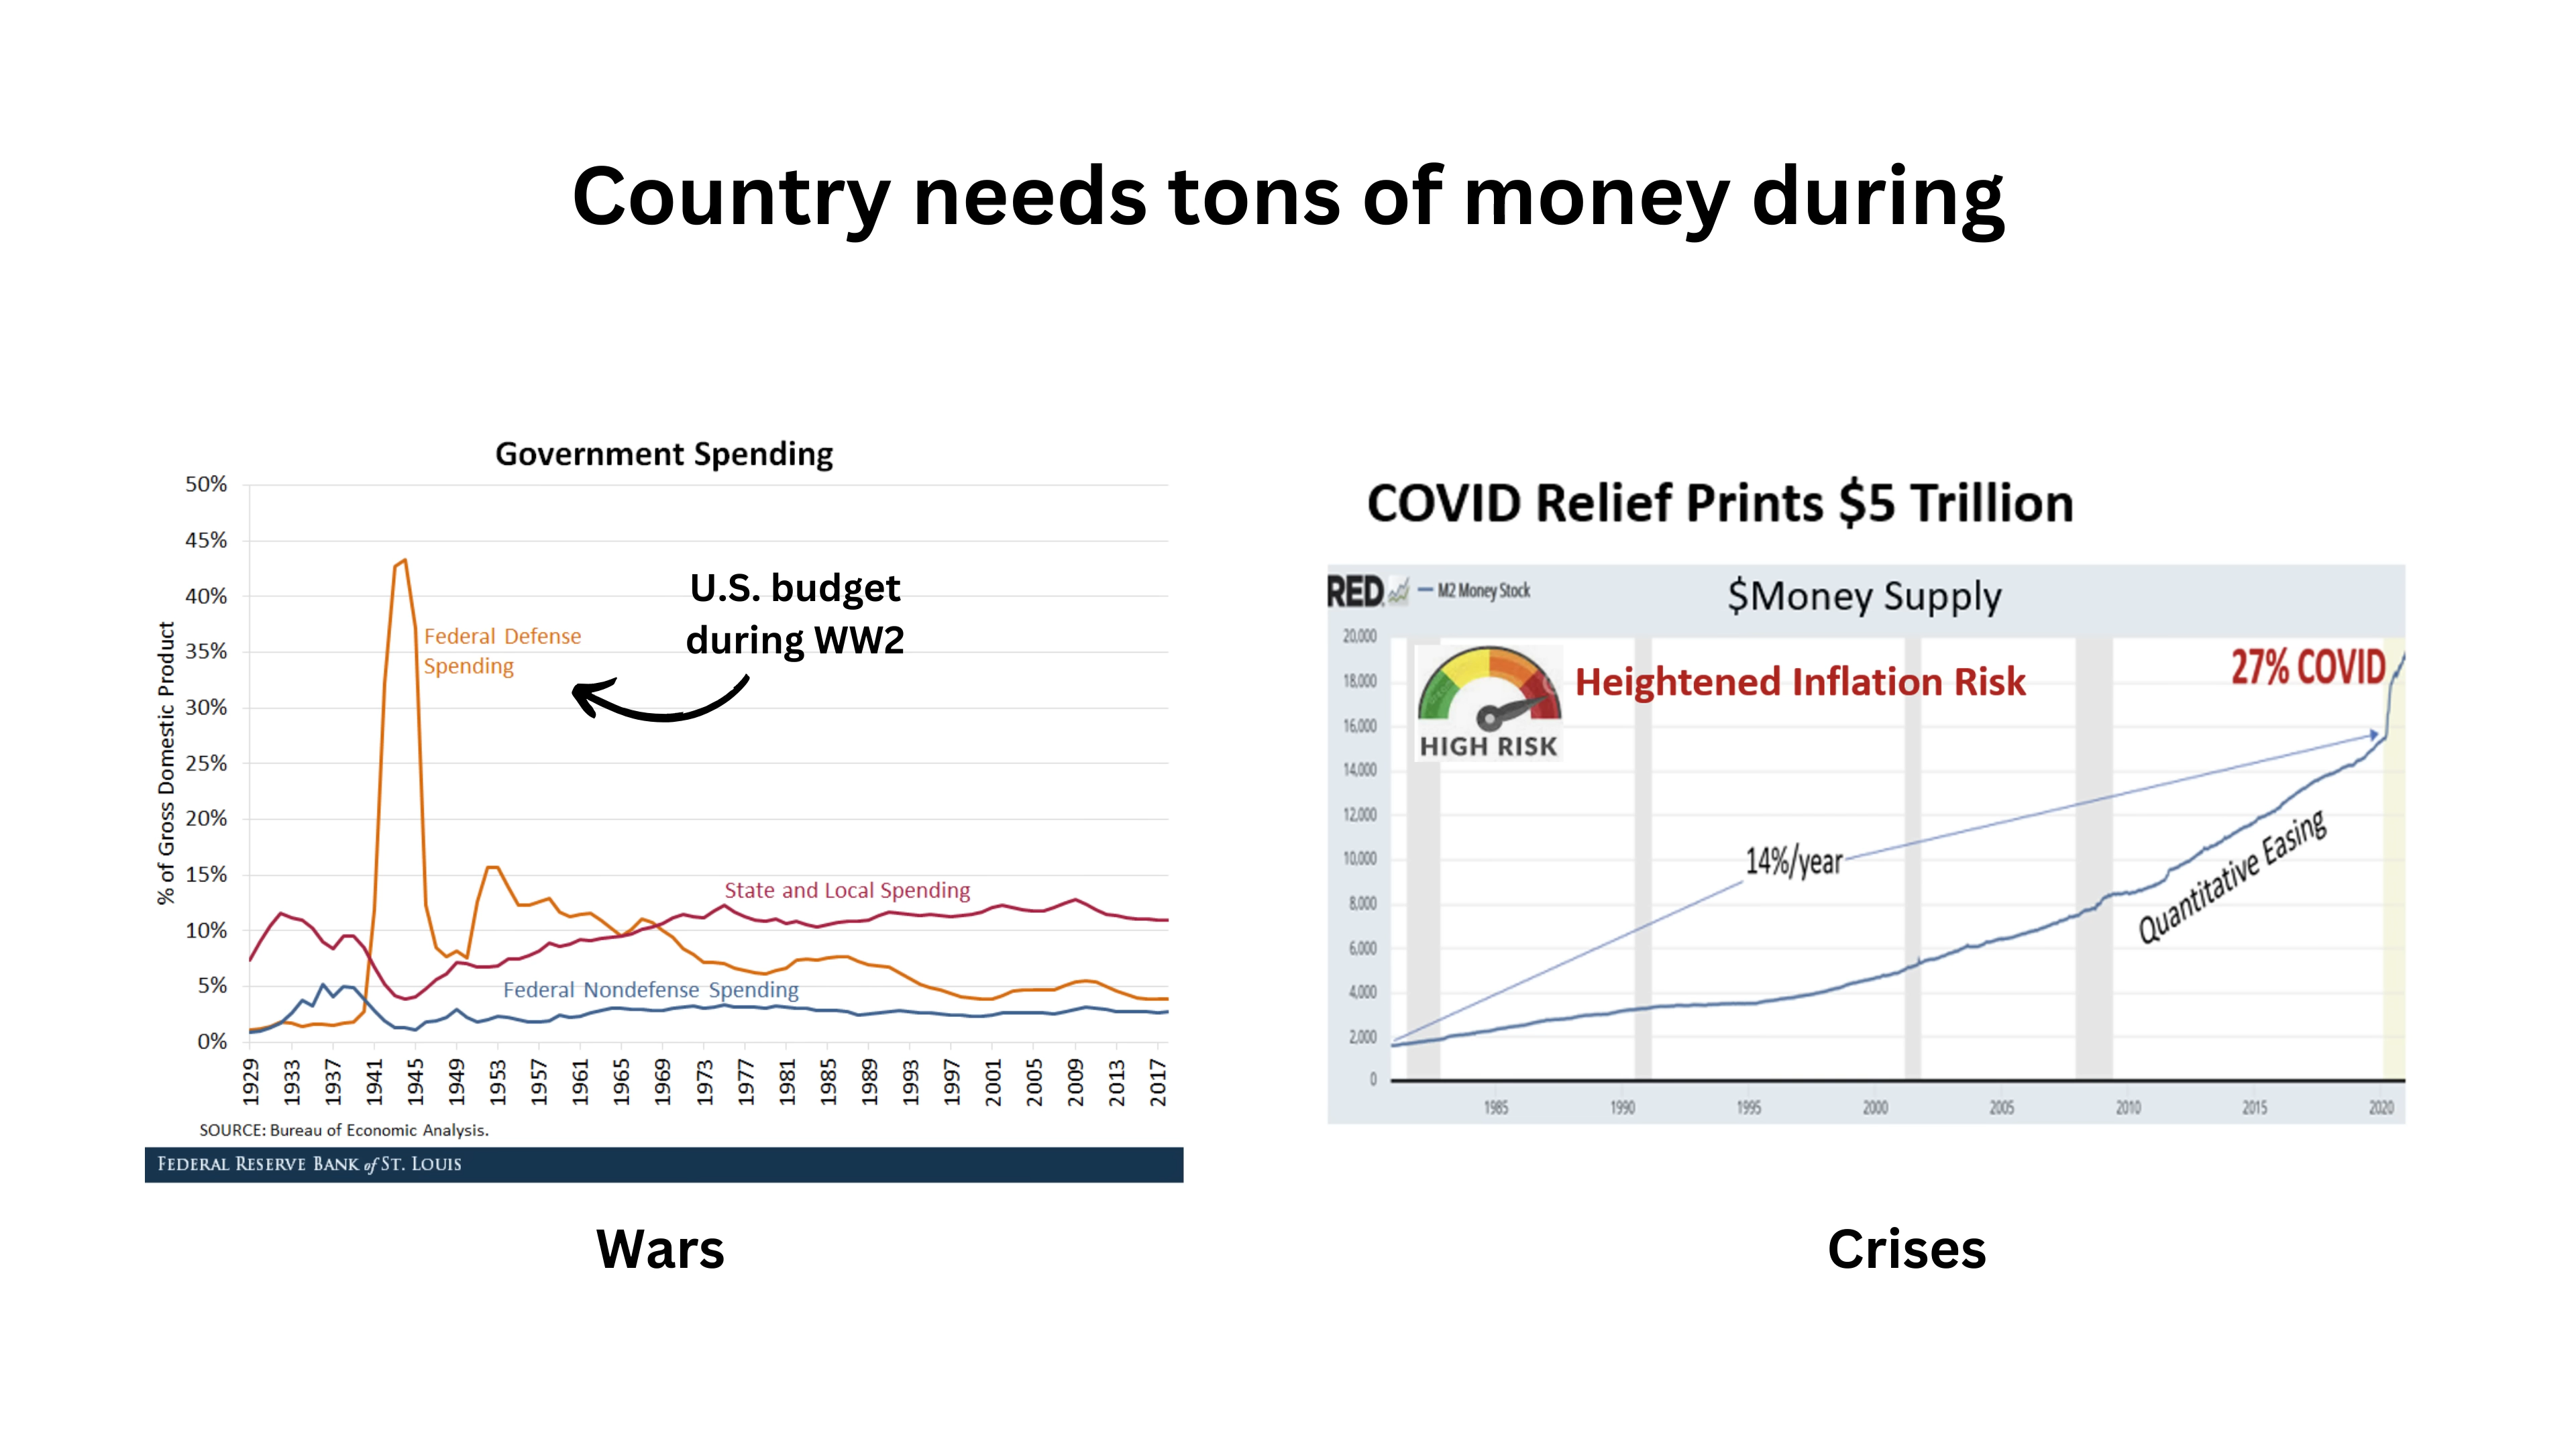 Country needs tons of money during
Government Spending
50%
45%
40%
35%
30%
25%
20%
15%
10%
5%
0%
% of Gross Domestic Product
U.S. budget
during WW2
Federal Defense
Spending
State and Local Spending
Federal Nondefense Spending
1929
1933
1937
1941
1945
1949
1953
1957
1961
1965
1969
1973
1977
1981
1985
1989
1993
1997
2001
2005
2009
2013
2017
SOURCE: Bureau of Economic Analysis.
FEDERAL RESERVE BANK of ST. LOUIS
Wars
COVID Relief Prints $5 Trillion
RED
M2 Money Stock
$Money Supply
20,000
18,000
16,000
14,000
12,000
10,000
8,000
6,000
4,000
2,000
0
HIGH RISK
Heightened Inflation Risk
27% COVID
14%/year
Quantitative Easing
1985
1990
1995
2000
2005
2010
2015
2020
Crises